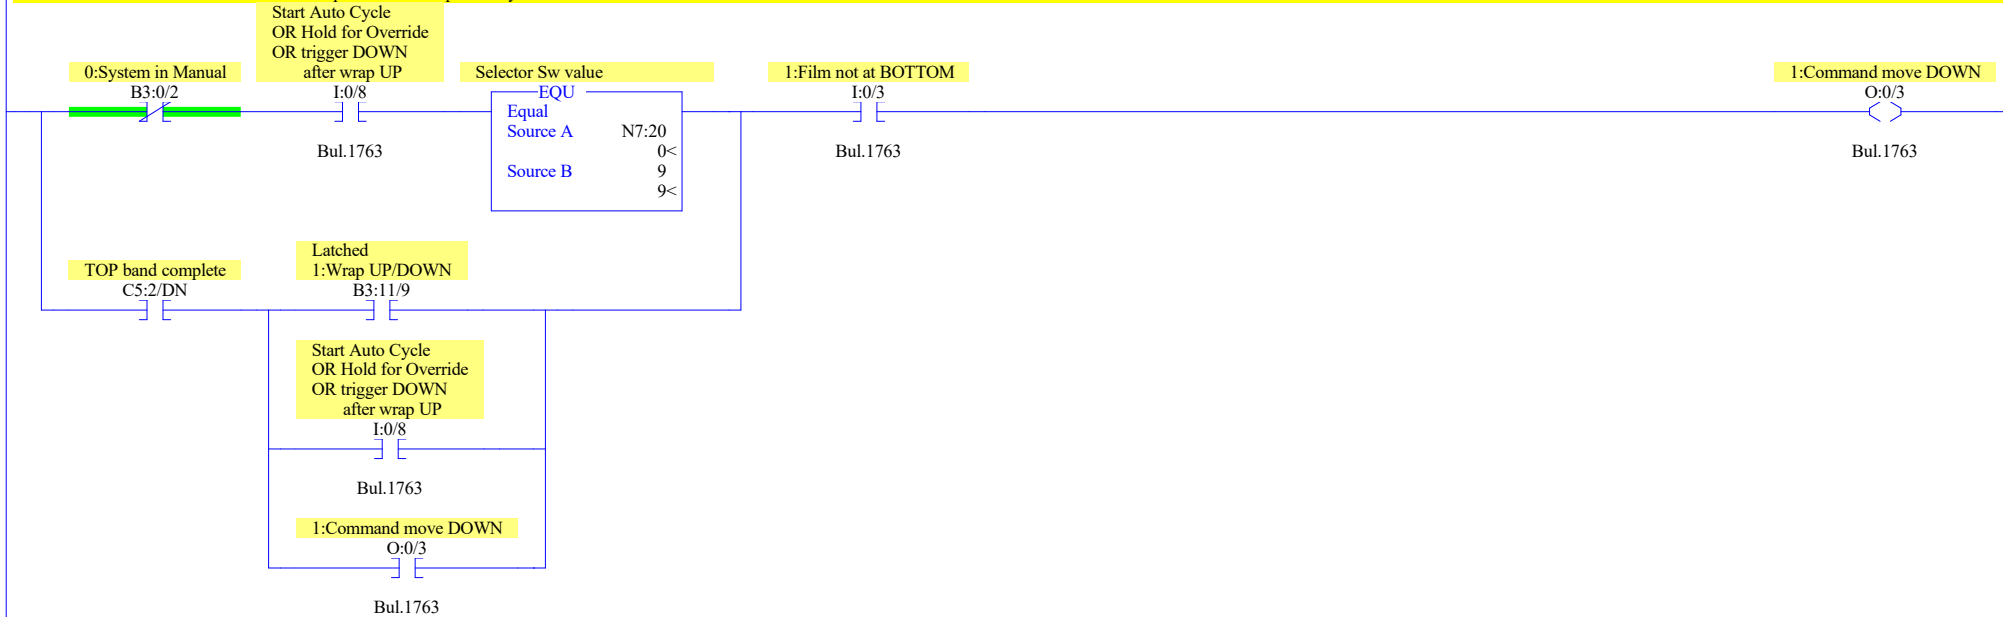 Start Auto Cycle
OR Hold for Override
OR trigger DOWN
after wrap UP
0:System in Manual
Selector Sw value
1:Film not at BOTTOM
1:Command move DOWN
B3:0/2
I:0/8
EQU
I:0/3
O:0/3
Equal
Source A N7:20
0<
Source B 9
9<
Bul.1763
Bul.1763
Bul.1763
Latched
TOP band complete
1:Wrap UP/DOWN
C5:2/DN
B3:11/9
Start Auto Cycle
OR Hold for Override
OR trigger DOWN
after wrap UP
I:0/8
Bul.1763
1:Command move DOWN
O:0/3
Bul.1763